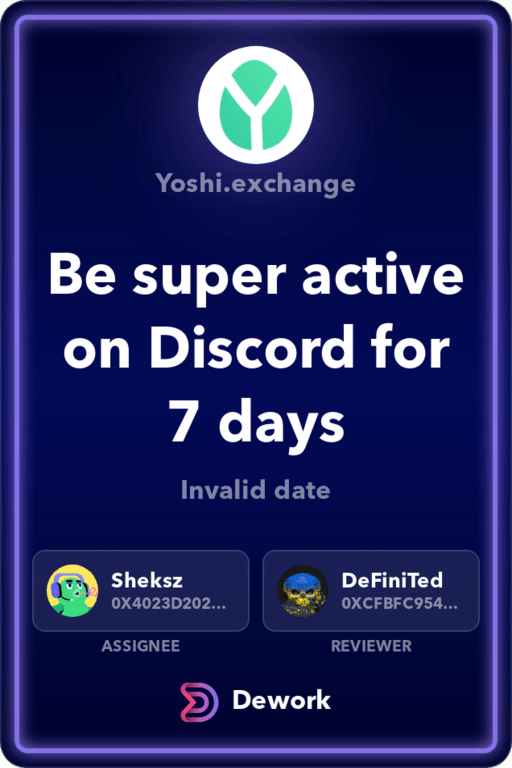 Yoshi.exchange
Be super active
on Discord for
7 days
Invalid date
Sheksz
0X4023D202...
ASSIGNEE
DeFiniTed
0XCFBFC954...
REVIEWER
Dework